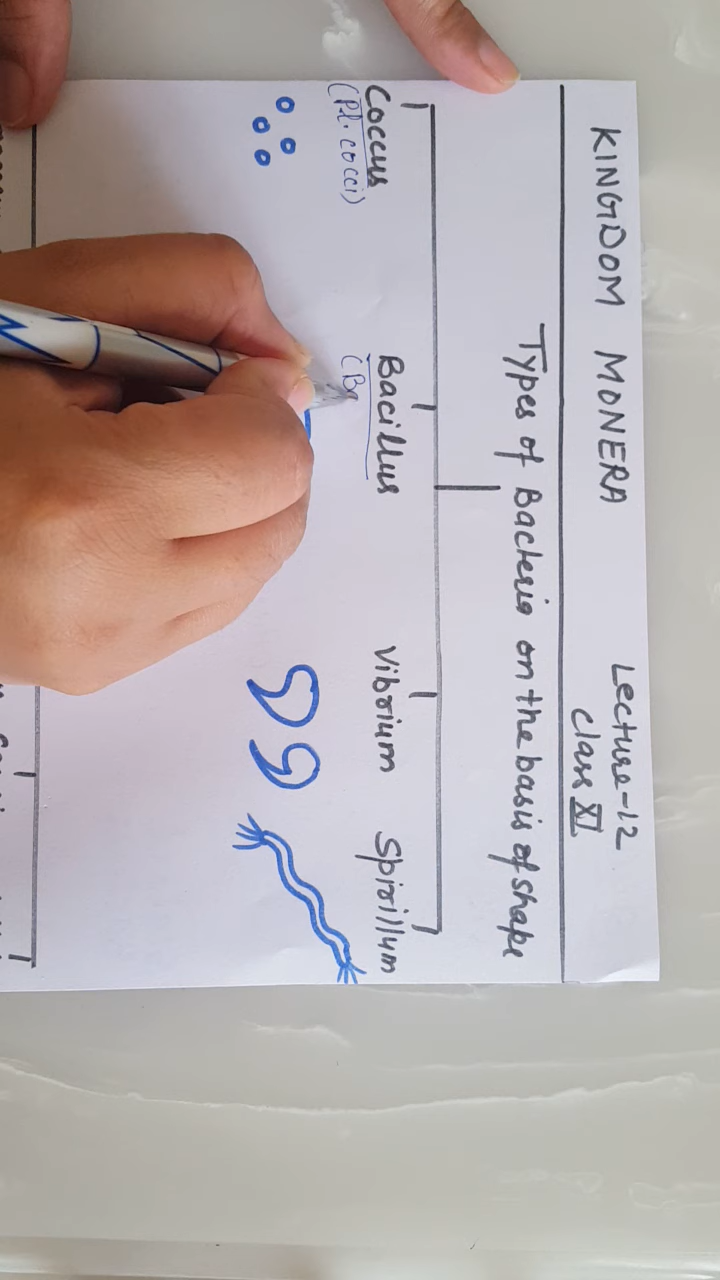 KINGDOM MONERA
Lecture-12
Class XI
Types of Bacteria on the basis of shape
Coccus
(Pl. cocci)
Bacillus
(Ba
Vibrium
Spirillum